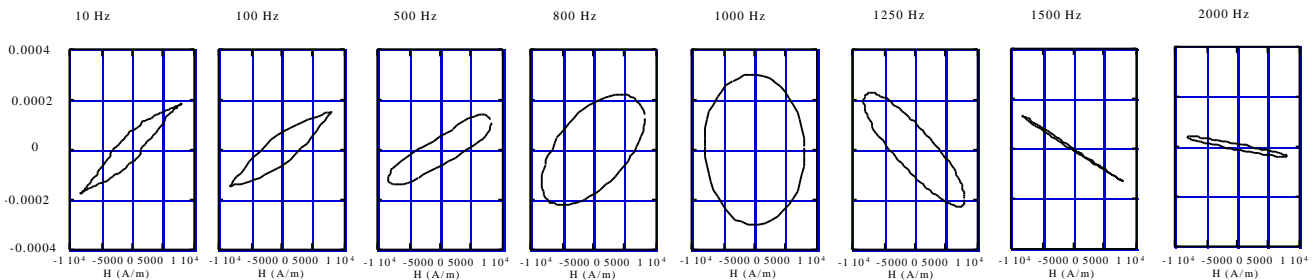 10 Hz 100 Hz 500 Hz 800 Hz 1000 Hz 1250 Hz 1500 Hz 2000 Hz
0.0004
0.0002
0
-0.0002
-0.0004
-1 10⁴ -5000 0 5000 1 10⁴ -1 10⁴ -5000 0 5000 1 10⁴ -1 10⁴ -5000 0 5000 1 10⁴ -1 10⁴ -5000 0 5000 1 10⁴ -1 10⁴ -5000 0 5000 1 10⁴ -1 10⁴ -5000 0 5000 1 10⁴ -1 10⁴ -5000 0 5000 1 10⁴ -1 10⁴ -5000 0 5000 1 10⁴
H (A/m) H (A/m) H (A/m) H (A/m) H (A/m) H (A/m) H (A/m) H (A/m)